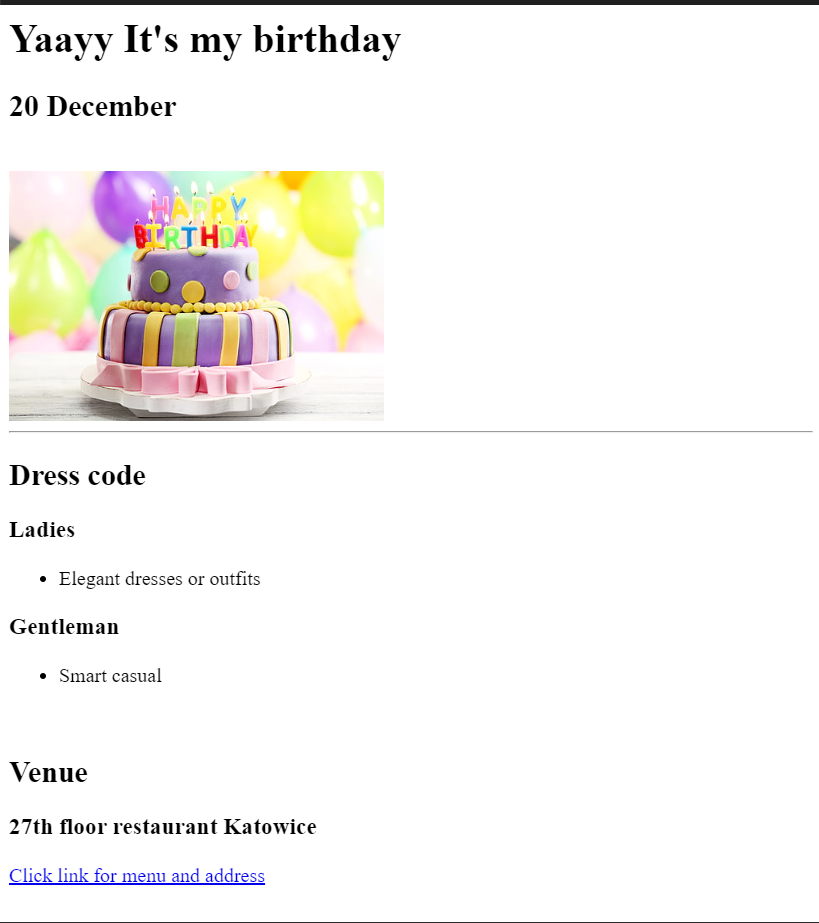 Yaayy It's my birthday
20 December
HAPPY
BIRTHDAY
Dress code
Ladies
Elegant dresses or outfits
Gentleman
Smart casual
Venue
27th floor restaurant Katowice
Click link for menu and address